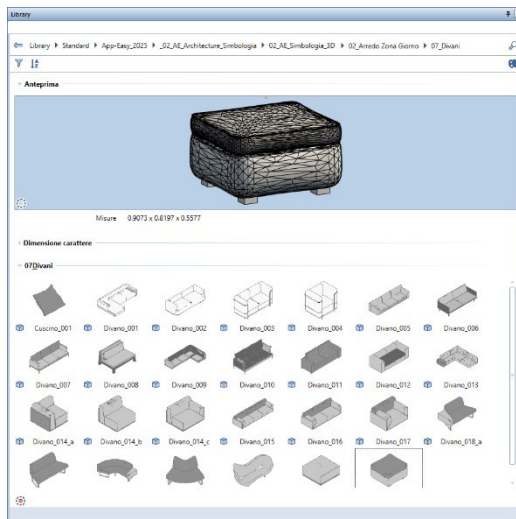 Library
Library ▸ Standard ▸ App-Easy_2025 ▸ _02_AE_Architecture_Simbologia ▸ 02_AE_Simbologia_3D ▸ 02_Arredo Zona Giorno ▸ 07_Divani
Anteprima
Misure 0.9073 x 0.8197 x 0.5577
Dimensione carattere
07Divani
Cuscino_001 Divano_001 Divano_002 Divano_003 Divano_004 Divano_005 Divano_006
Divano_007 Divano_008 Divano_009 Divano_010 Divano_011 Divano_012 Divano_013
Divano_014_a Divano_014_b Divano_014_c Divano_015 Divano_016 Divano_017 Divano_018_a